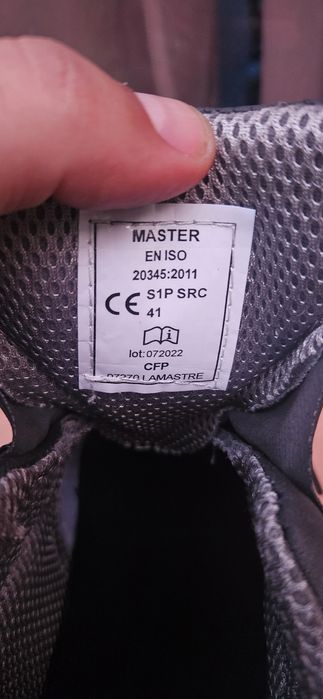 MASTER
EN ISO
20345:2011
CE S1P SRC
41
lot: 072022
CFP
07270 LAMASTRE